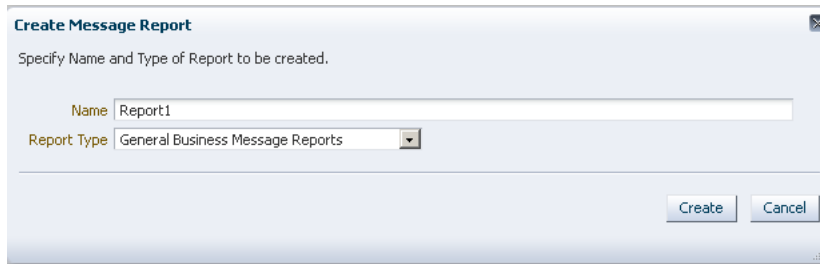 Create Message Report
Specify Name and Type of Report to be created.
Name Report1
Report Type General Business Message Reports
Create Cancel